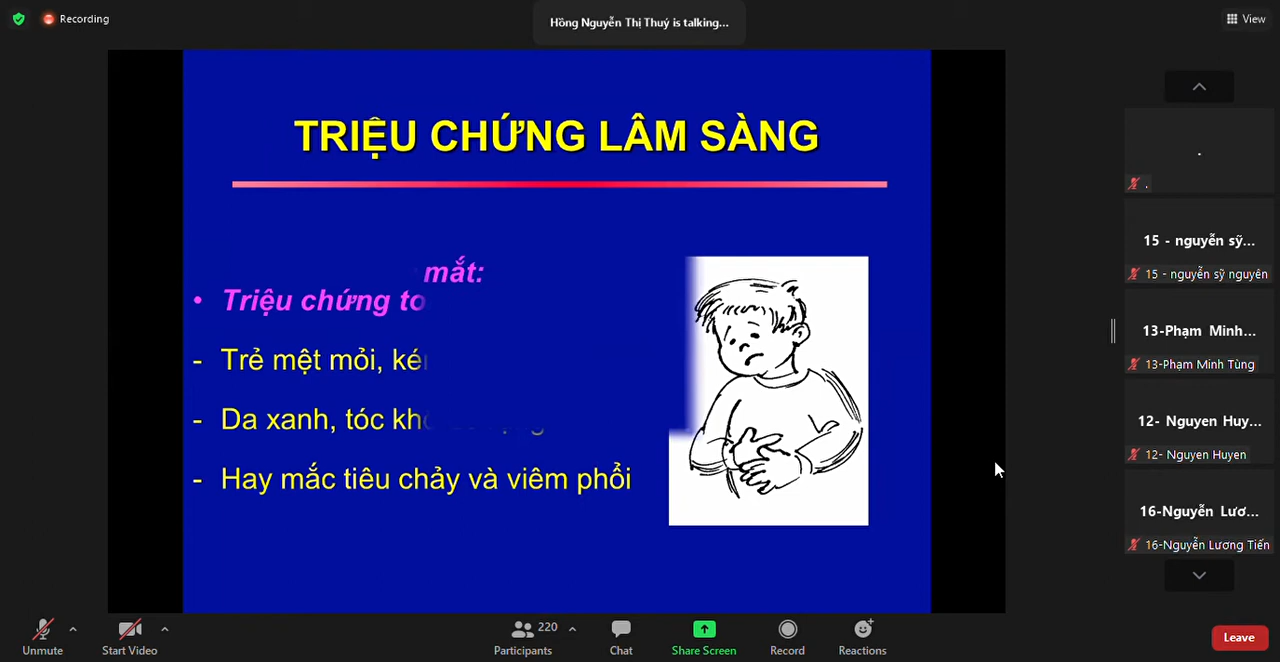 Recording
Hồng Nguyễn Thị Thuý is talking...
View
TRIỆU CHỨNG LÂM SÀNG
mắt:
• Triệu chứng
- Trẻ mệt mỏi,
- Da xanh, tóc
- Hay mắc tiêu chảy và viêm phổi
.
.
15 - nguyễn sỹ...
15 - nguyễn sỹ nguyên
13-Phạm Minh...
13-Phạm Minh Tùng
12- Nguyen Huy...
12- Nguyen Huyen
16-Nguyễn Lươ...
16-Nguyễn Lương Tiến
Unmute
Start Video
220
Participants
Chat
Share Screen
Record
Reactions
Leave